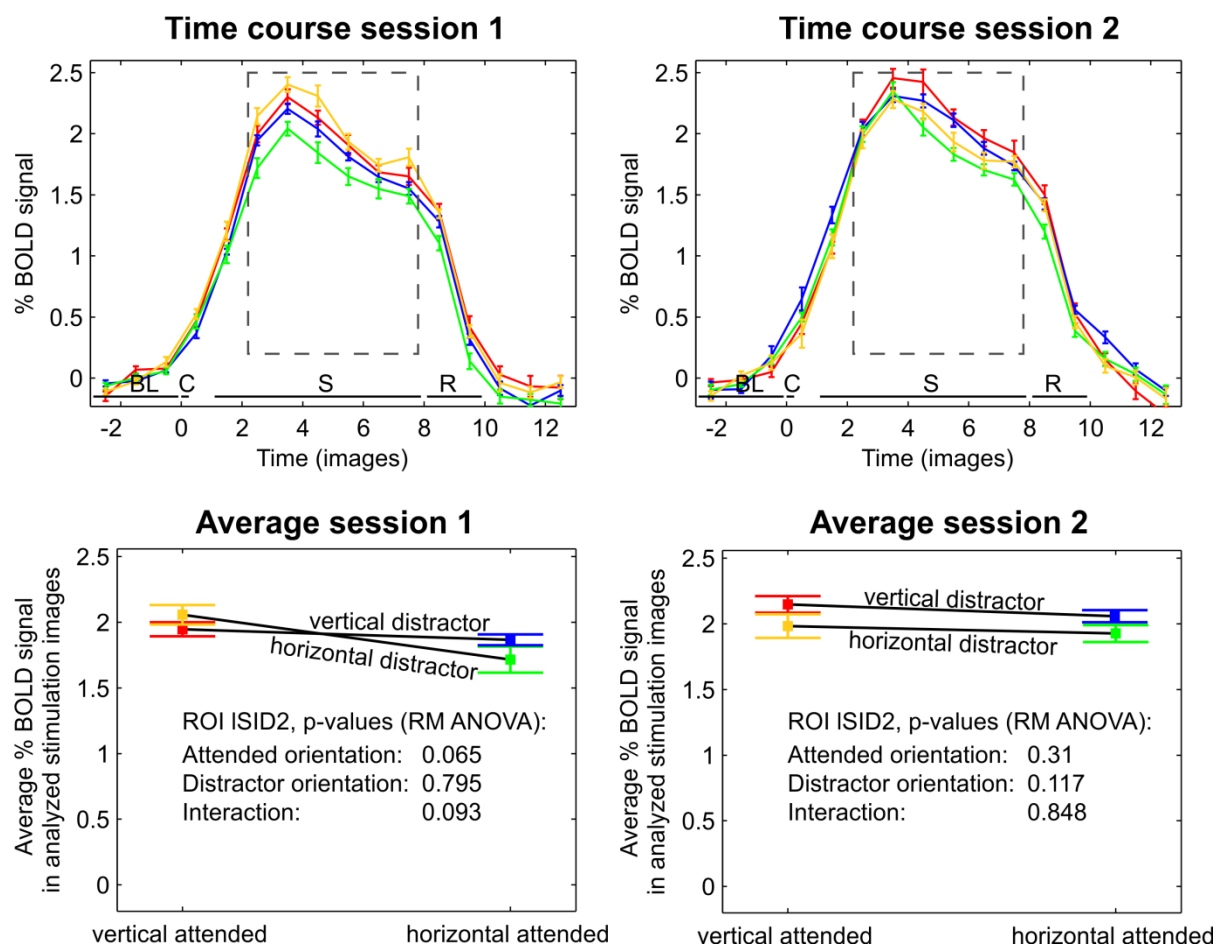 Time course session 1
2.5
2
1.5
1
0.5
0
% BOLD signal
BL C S R
-2 0 2 4 6 8 10 12
Time (images)
Time course session 2
2.5
2
1.5
1
0.5
0
% BOLD signal
BL C S R
-2 0 2 4 6 8 10 12
Time (images)
Average session 1
2.5
2
1.5
1
0.5
0
Average % BOLD signal
in analyzed stimulation images
vertical distractor
horizontal distractor
ROI lSID2, p-values (RM ANOVA):
Attended orientation: 0.065
Distractor orientation: 0.795
Interaction: 0.093
vertical attended horizontal attended
Average session 2
2.5
2
1.5
1
0.5
0
Average % BOLD signal
in analyzed stimulation images
vertical distractor
horizontal distractor
ROI lSID2, p-values (RM ANOVA):
Attended orientation: 0.31
Distractor orientation: 0.117
Interaction: 0.848
vertical attended horizontal attended